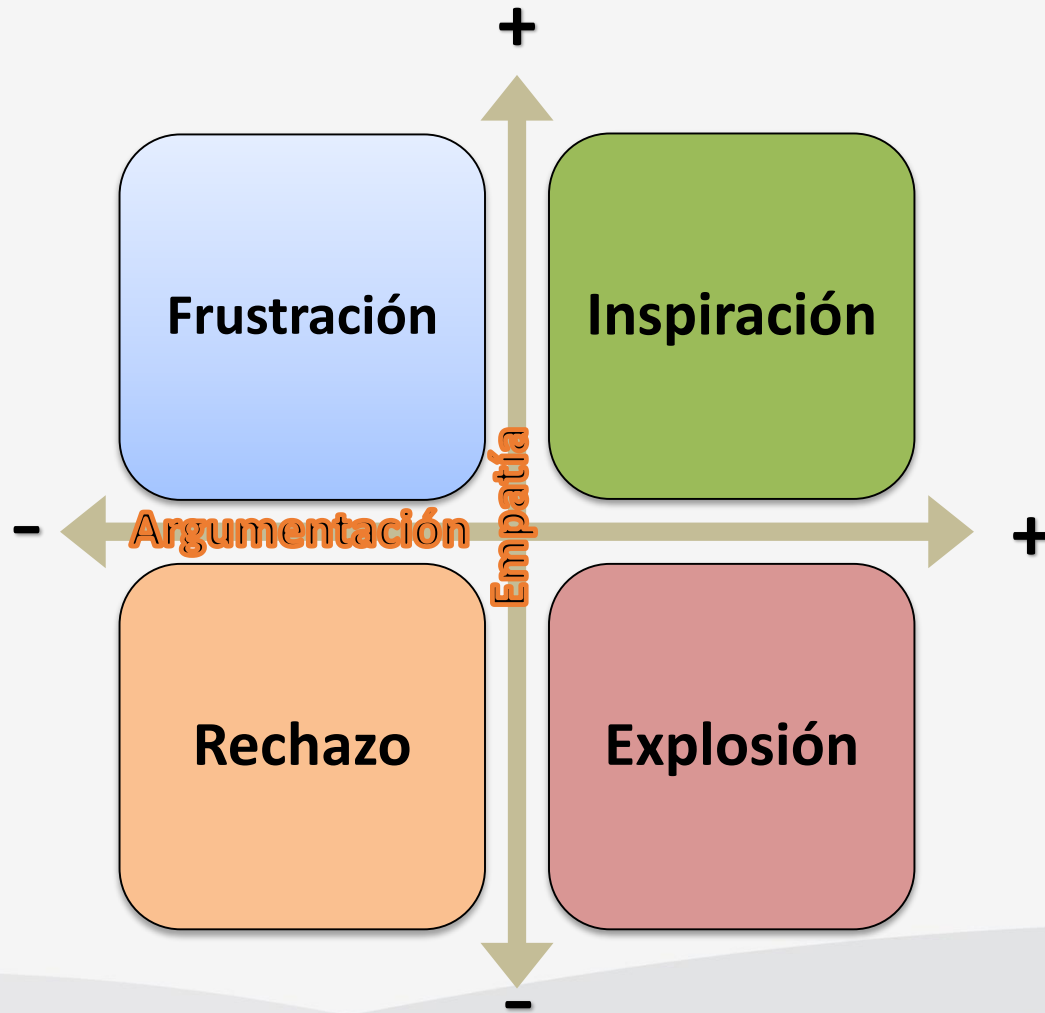 +
Frustración
Inspiración
Empatía
-
Argumentación
+
Rechazo
Explosión
-